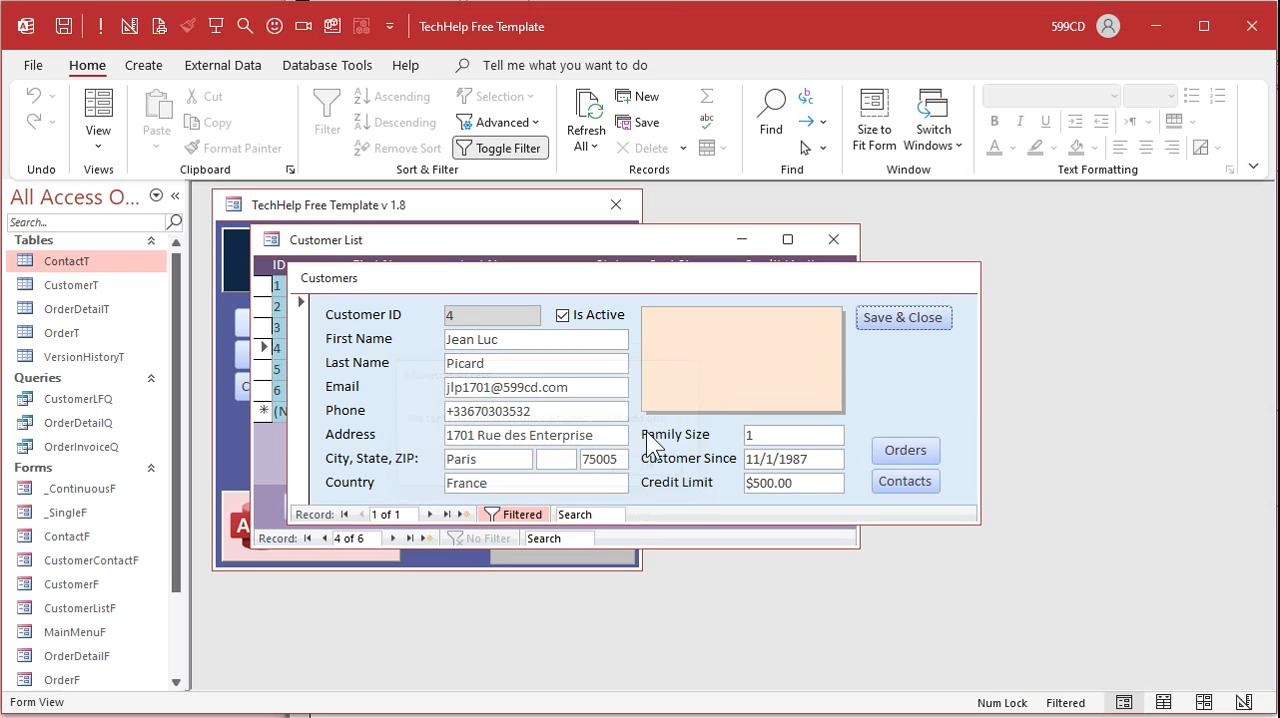 TechHelp Free Template
599CD
File Home Create External Data Database Tools Help Tell me what you want to do
View Paste Cut Copy Format Painter
Filter Ascending Descending Remove Sort Selection Advanced Toggle Filter
Refresh All New Save Delete
Find Size to Fit Form Switch Windows
B I U A
Undo Views Clipboard Sort & Filter Records Find Window Text Formatting
All Access O...
Search...
Tables
ContactT
CustomerT
OrderDetailT
OrderT
VersionHistoryT
Queries
CustomerLFQ
OrderDetailQ
OrderInvoiceQ
Forms
_ContinuousF
_SingleF
ContactF
CustomerContactF
CustomerF
CustomerListF
MainMenuF
OrderDetailF
OrderF
TechHelp Free Template v 1.8
Customer List
ID
1
2
3
4
5
6
Customers
Customer ID 4 Is Active Save & Close
First Name Jean Luc
Last Name Picard
Email jlp1701@599cd.com
Phone +33670303532
Address 1701 Rue des Enterprise Family Size 1
City, State, ZIP: Paris 75005 Customer Since 11/1/1987 Orders
Country France Credit Limit $500.00 Contacts
Record: 1 of 1 Filtered Search
Record: 4 of 6 No Filter Search
Form View Num Lock Filtered